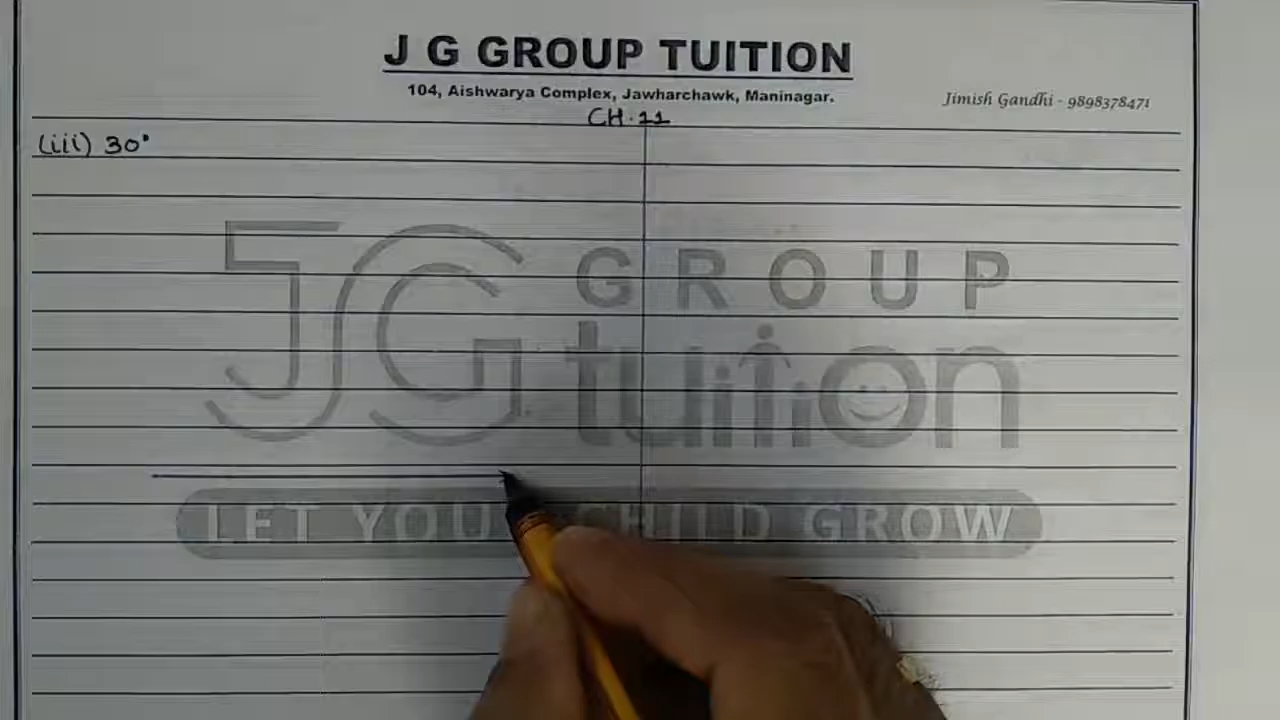 J G GROUP TUITION
104, Aishwarya Complex, Jawharchawk, Maninagar.
Jimish Gandhi - 9898378471
CH.11
(iii) 30°
JG GROUP
tuition
LET YOU CHILD GROW